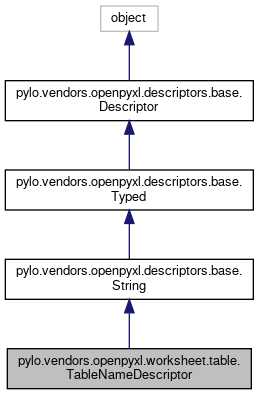 object
pylo.vendors.openpyxl.descriptors.base.
Descriptor
pylo.vendors.openpyxl.descriptors.base.
Typed
pylo.vendors.openpyxl.descriptors.base.
String
pylo.vendors.openpyxl.worksheet.table.
TableNameDescriptor